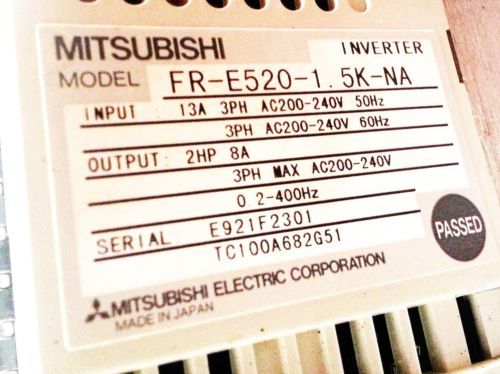 MITSUBISHI INVERTER
MODEL FR-E520-1.5K-NA
INPUT : 13A 3PH AC200-240V 50Hz
3PH AC200-240V 60Hz
OUTPUT: 2HP 8A
3PH MAX AC200-240V
0.2-400Hz
SERIAL: E921F2301
TC100A682G51
PASSED
MITSUBISHI ELECTRIC CORPORATION
MADE IN JAPAN